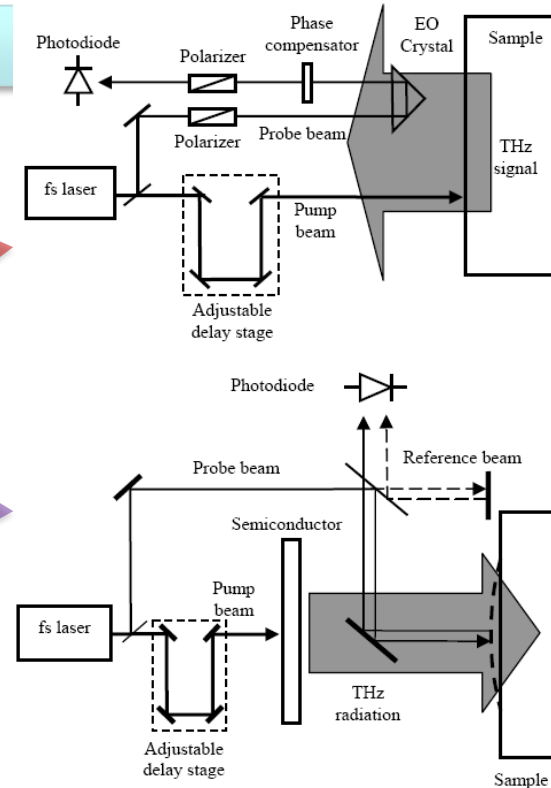 Photodiode
Phase
compensator
EO
Crystal
Sample
Polarizer
Polarizer
Probe beam
THz
signal
fs laser
Pump
beam
Adjustable
delay stage
Photodiode
Probe beam
Reference beam
Semiconductor
Pump
beam
fs laser
THz
radiation
Adjustable
delay stage
Sample